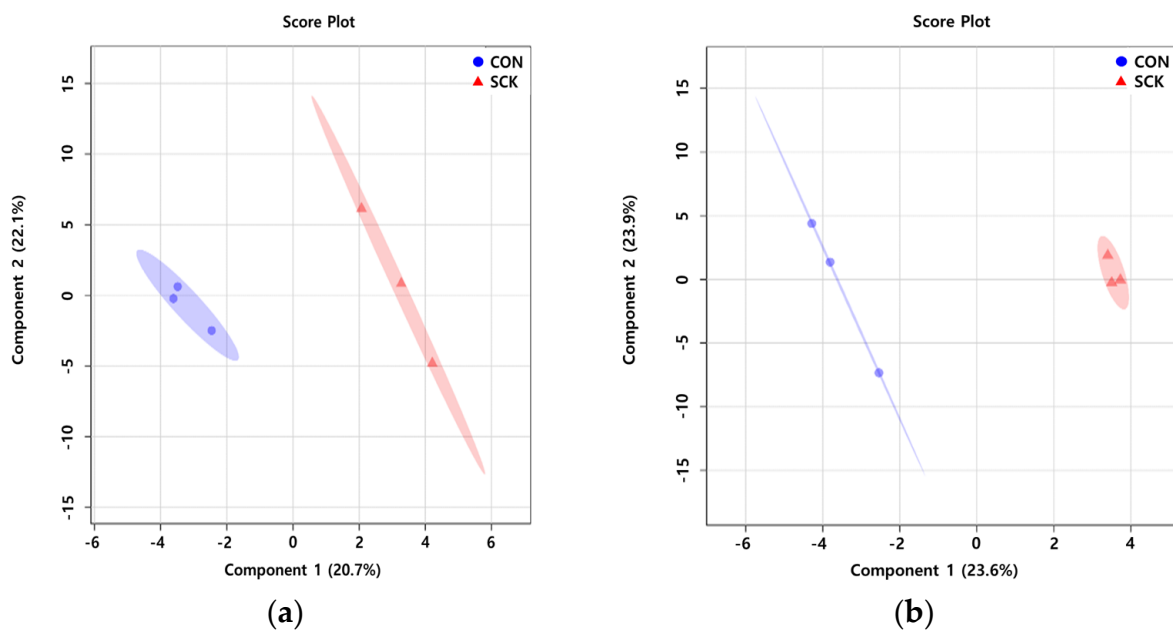 Score Plot
CON
SCK
15
10
5
0
-5
-10
-15
Component 2 (22.1%)
-6 -4 -2 0 2 4 6
Component 1 (20.7%)
(a)
Score Plot
CON
SCK
15
10
5
0
-5
-10
-15
Component 2 (23.9%)
-6 -4 -2 0 2 4
Component 1 (23.6%)
(b)